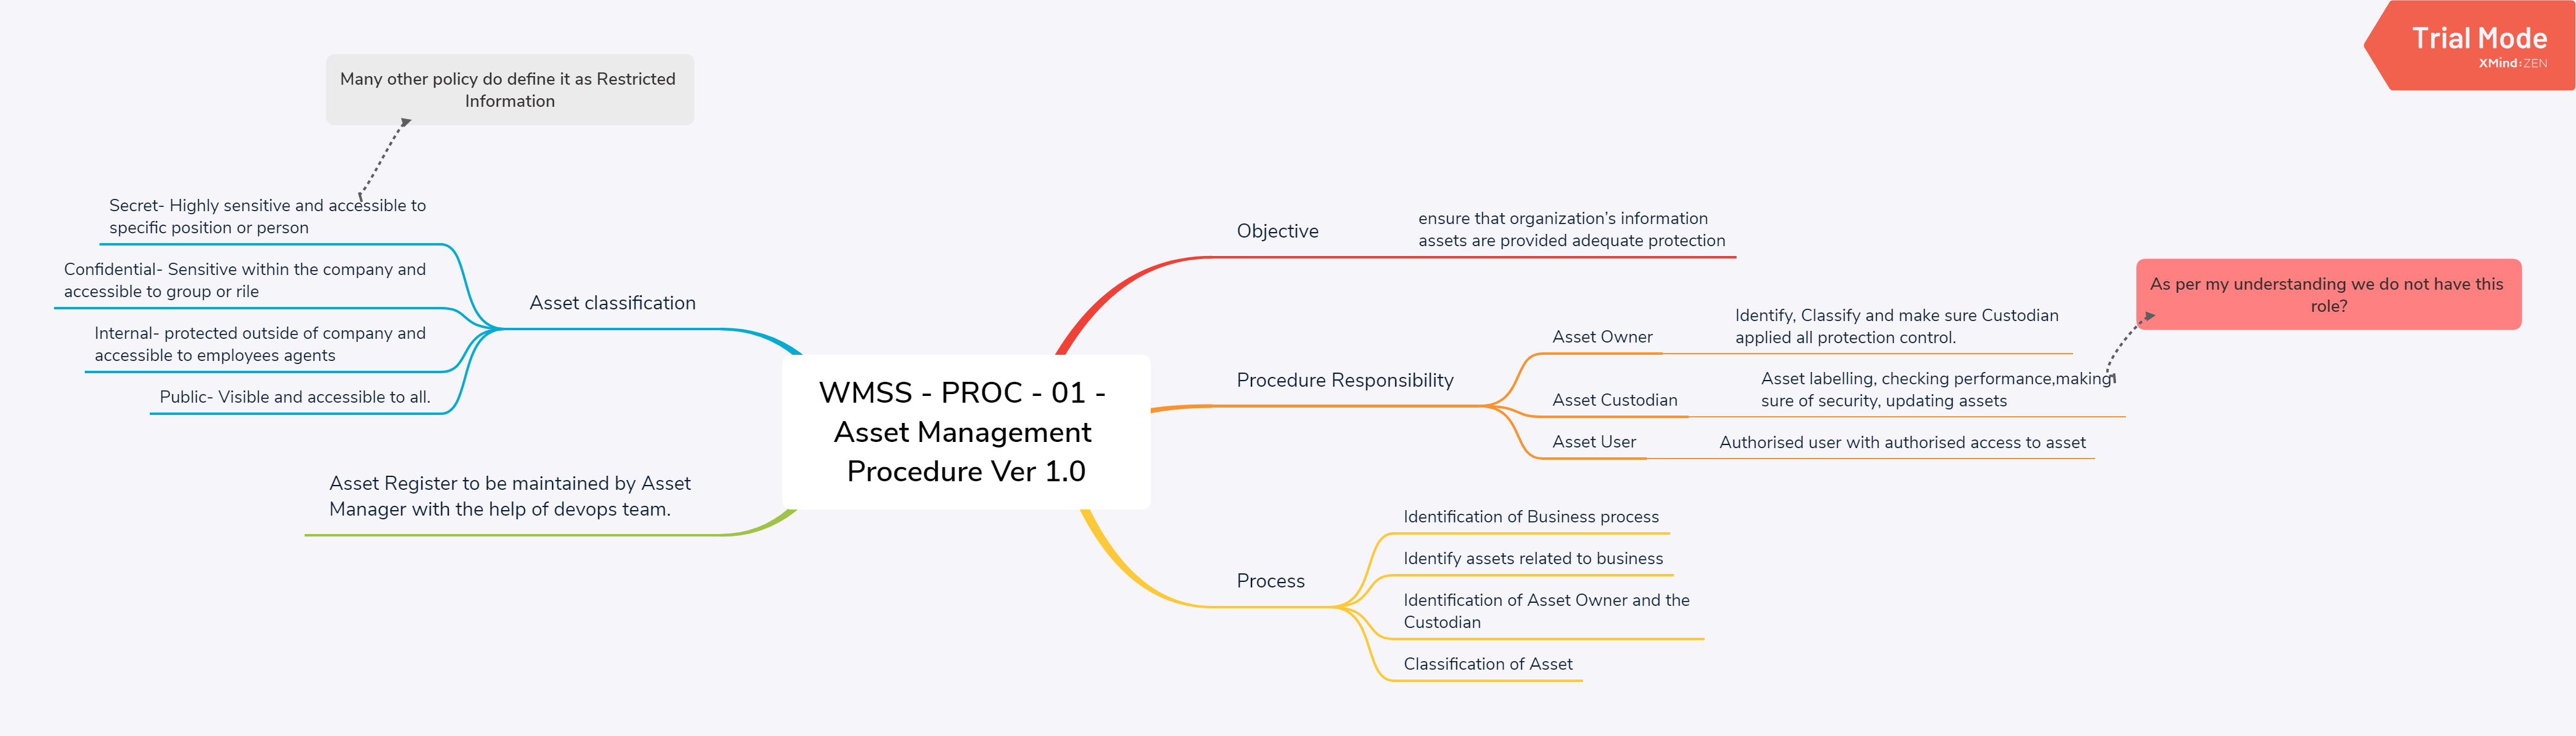 Trial Mode
XMind:ZEN
Many other policy do define it as Restricted
Information
Secret- Highly sensitive and accessible to
specific position or person
Confidential- Sensitive within the company and
accessible to group or rile
Internal- protected outside of company and
accessible to employees agents
Public- Visible and accessible to all.
Asset classification
Asset Register to be maintained by Asset
Manager with the help of devops team.
WMSS - PROC - 01 -
Asset Management
Procedure Ver 1.0
Objective
ensure that organization’s information
assets are provided adequate protection
Procedure Responsibility
Asset Owner
Identify, Classify and make sure Custodian
applied all protection control.
Asset Custodian
Asset labelling, checking performance,making
sure of security, updating assets
As per my understanding we do not have this
role?
Asset User
Authorised user with authorised access to asset
Process
Identification of Business process
Identify assets related to business
Identification of Asset Owner and the
Custodian
Classification of Asset